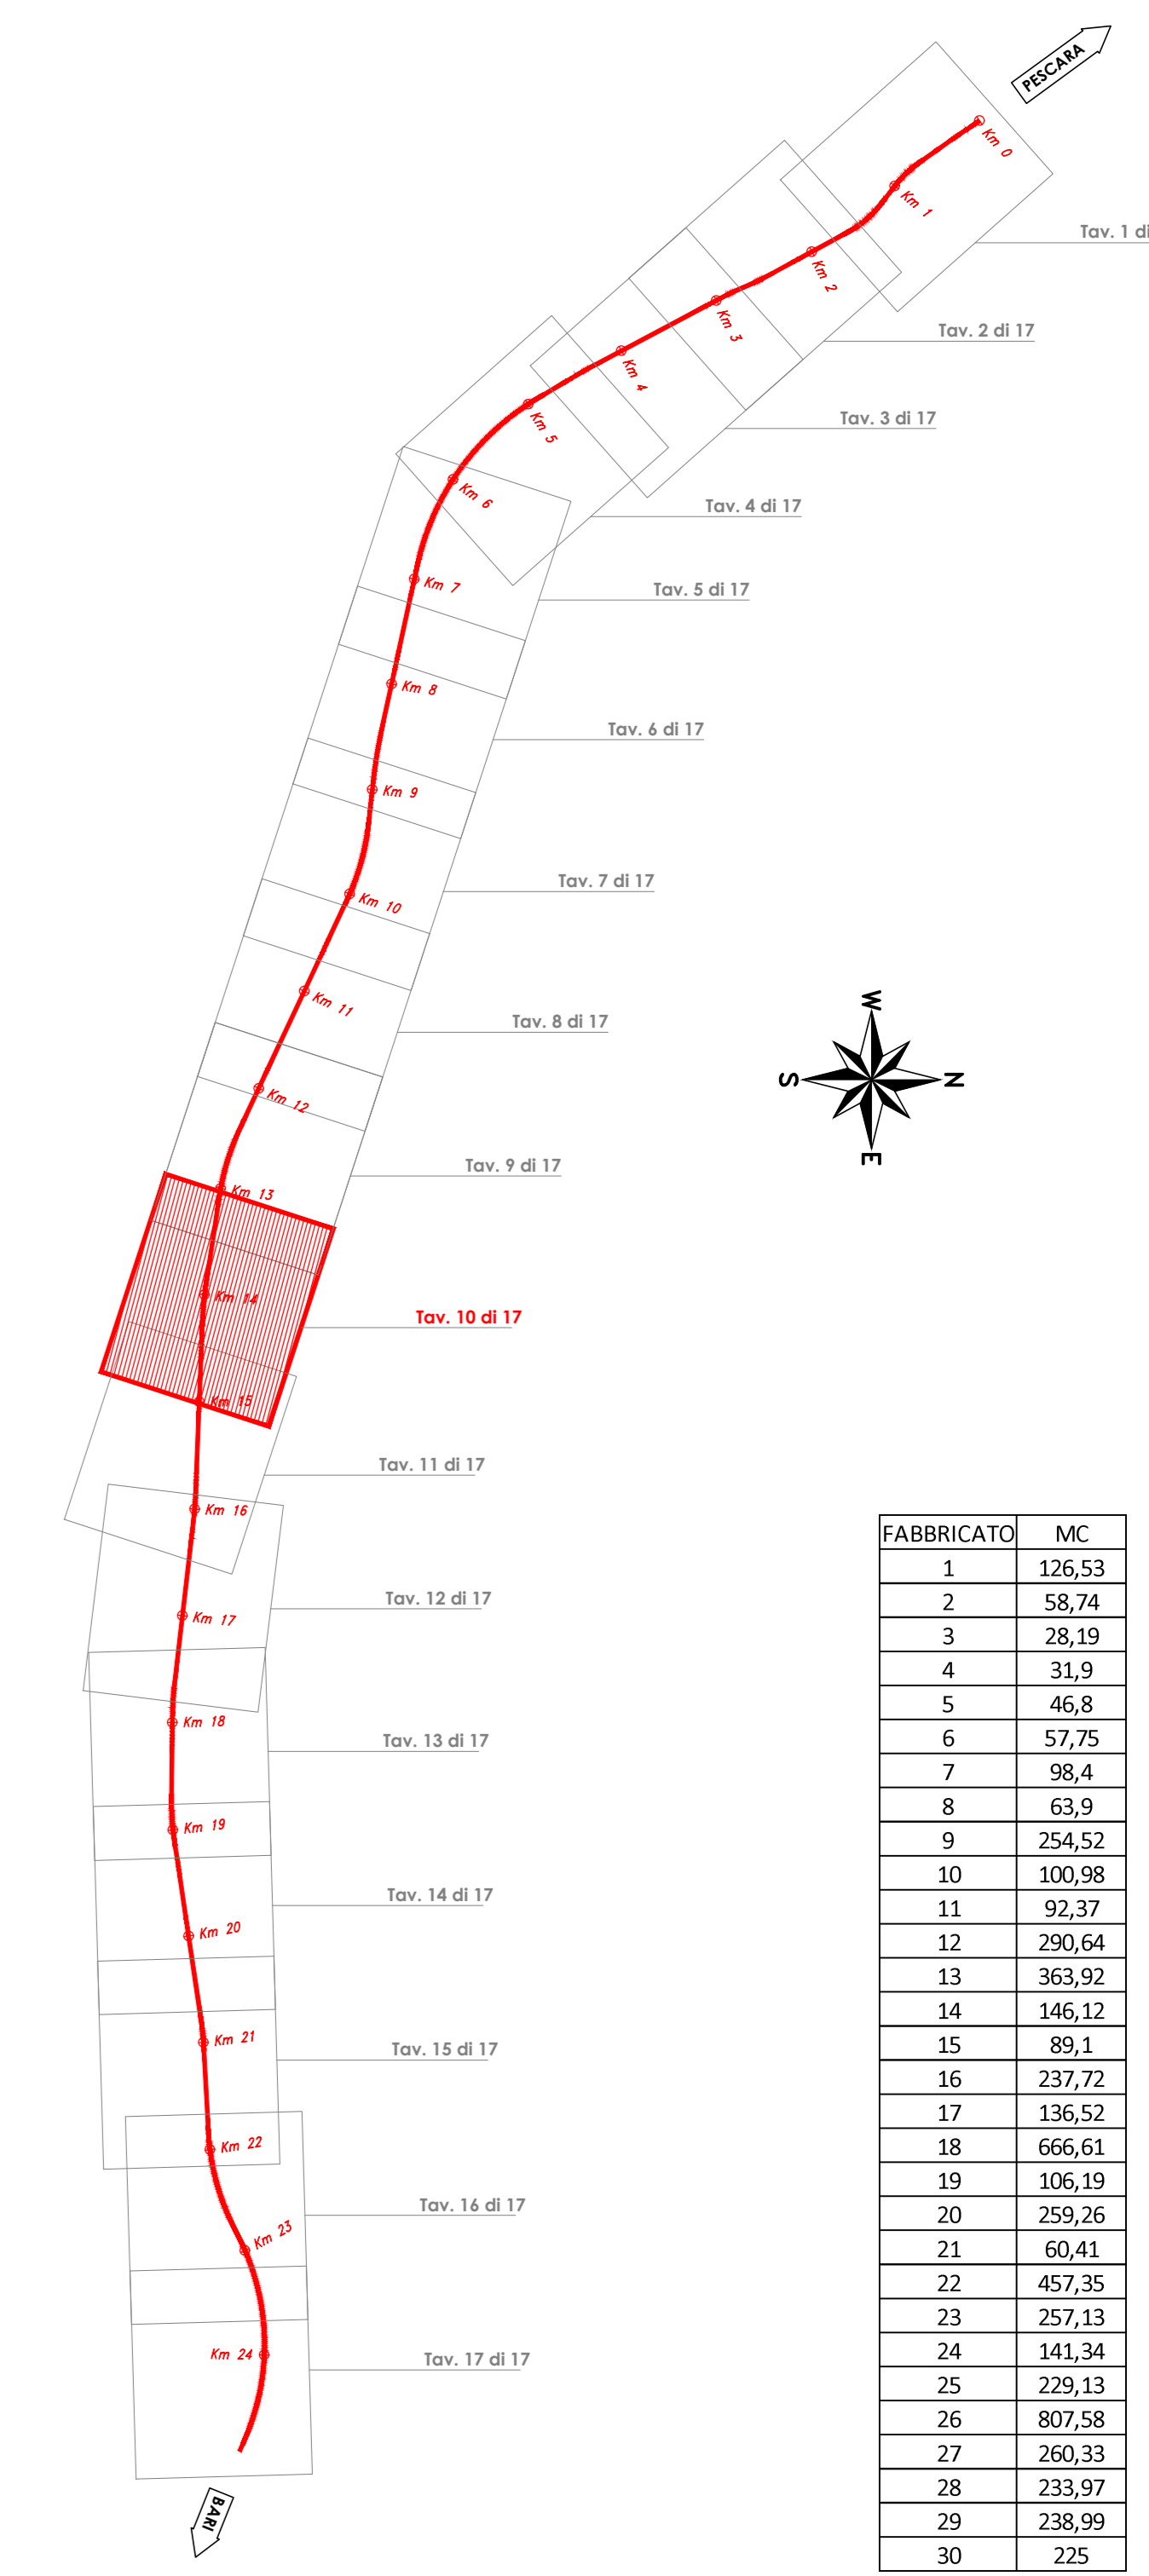 PESCARA
Km 0
Km 1
Tav. 1 di
Km 2
Km 3
Tav. 2 di 17
Km 4
Tav. 3 di 17
Km 5
Km 6
Tav. 4 di 17
Km 7
Tav. 5 di 17
Km 8
Tav. 6 di 17
Km 9
Tav. 7 di 17
Km 10
Km 11
Tav. 8 di 17
W
N
S
E
Km 12
Tav. 9 di 17
Km 13
Km 14
Tav. 10 di 17
Km 15
Tav. 11 di 17
Km 16
Tav. 12 di 17
Km 17
Km 18
Tav. 13 di 17
Km 19
Tav. 14 di 17
Km 20
Km 21
Tav. 15 di 17
Km 22
Tav. 16 di 17
Km 23
Km 24
Tav. 17 di 17
BARI
FABBRICATO MC
1 126,53
2 58,74
3 28,19
4 31,9
5 46,8
6 57,75
7 98,4
8 63,9
9 254,52
10 100,98
11 92,37
12 290,64
13 363,92
14 146,12
15 89,1
16 237,72
17 136,52
18 666,61
19 106,19
20 259,26
21 60,41
22 457,35
23 257,13
24 141,34
25 229,13
26 807,58
27 260,33
28 233,97
29 238,99
30 225